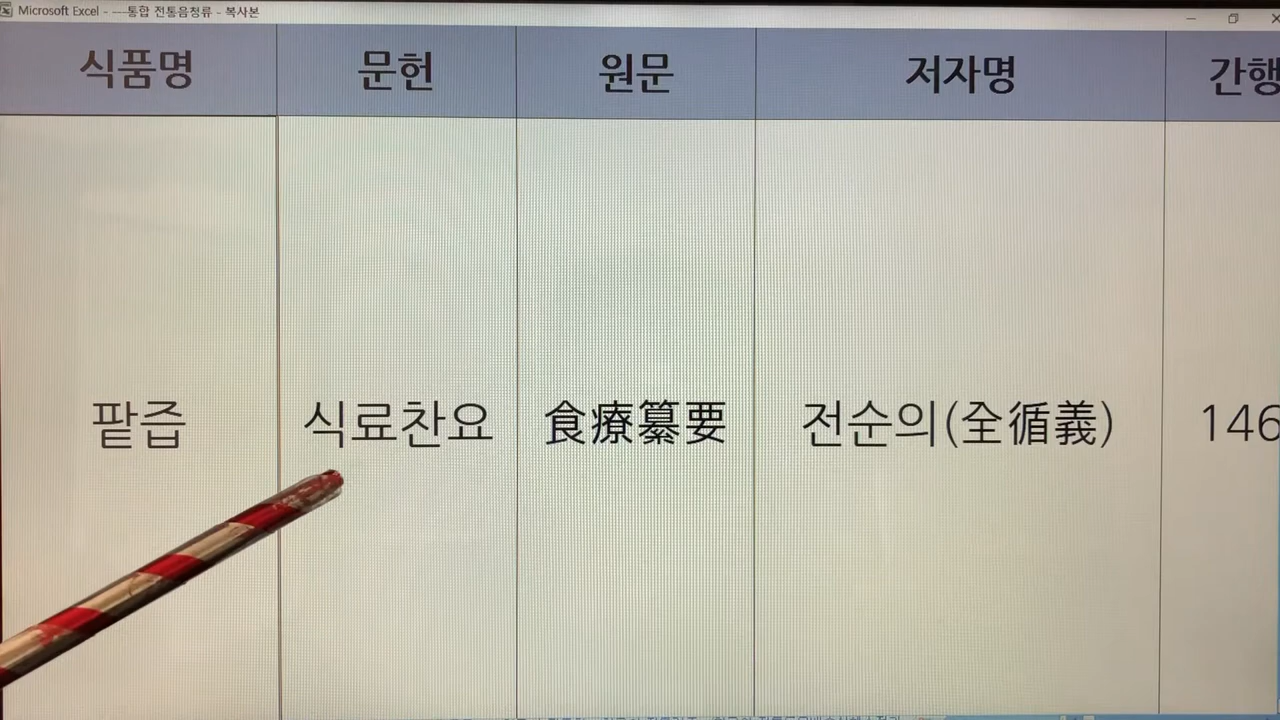 Microsoft Excel - ---통합 전통음청류 - 복사본
식품명 문헌 원문 저자명 간행
팥즙 식료찬요 食療纂要 전순의(全循義) 146